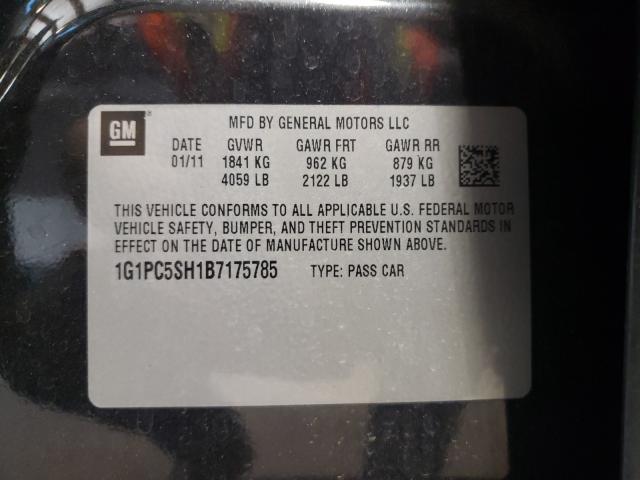 GM
MFD BY GENERAL MOTORS LLC
DATE GVWR GAWR FRT GAWR RR
01/11 1841 KG 962 KG 879 KG
4059 LB 2122 LB 1937 LB
THIS VEHICLE CONFORMS TO ALL APPLICABLE U.S. FEDERAL MOTOR
VEHICLE SAFETY, BUMPER, AND THEFT PREVENTION STANDARDS IN
EFFECT ON THE DATE OF MANUFACTURE SHOWN ABOVE.
1G1PC5SH1B7175785 TYPE: PASS CAR